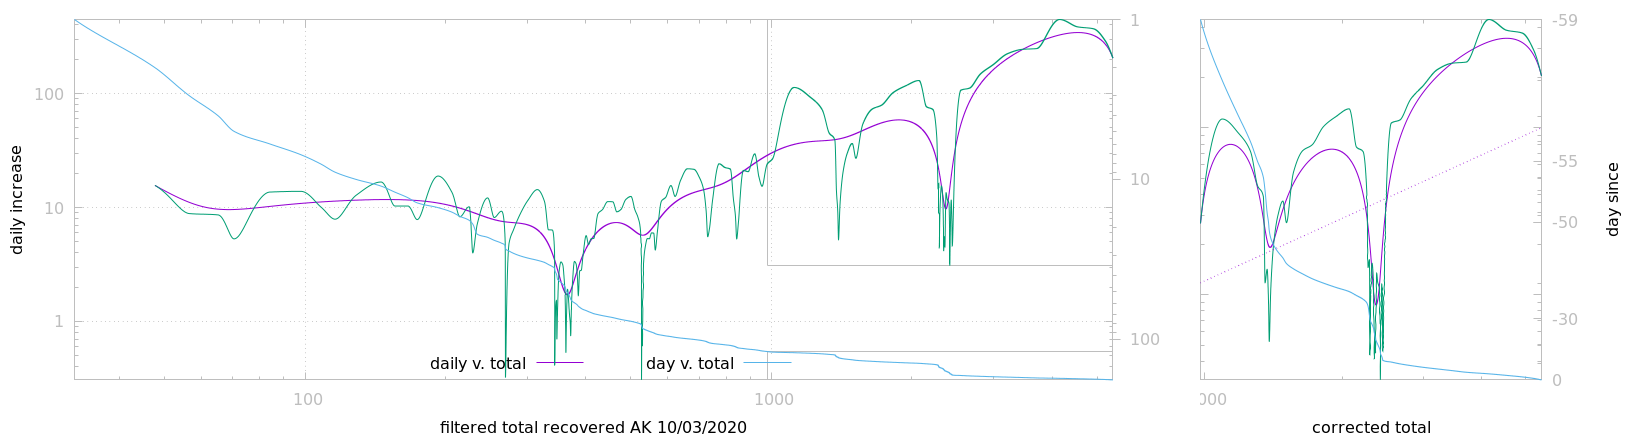 1
-59
100
-55
daily increase
10
10
-50
day since
1
-30
100
daily v. total
day v. total
0
100
1000
000
filtered total recovered AK 10/03/2020
corrected total